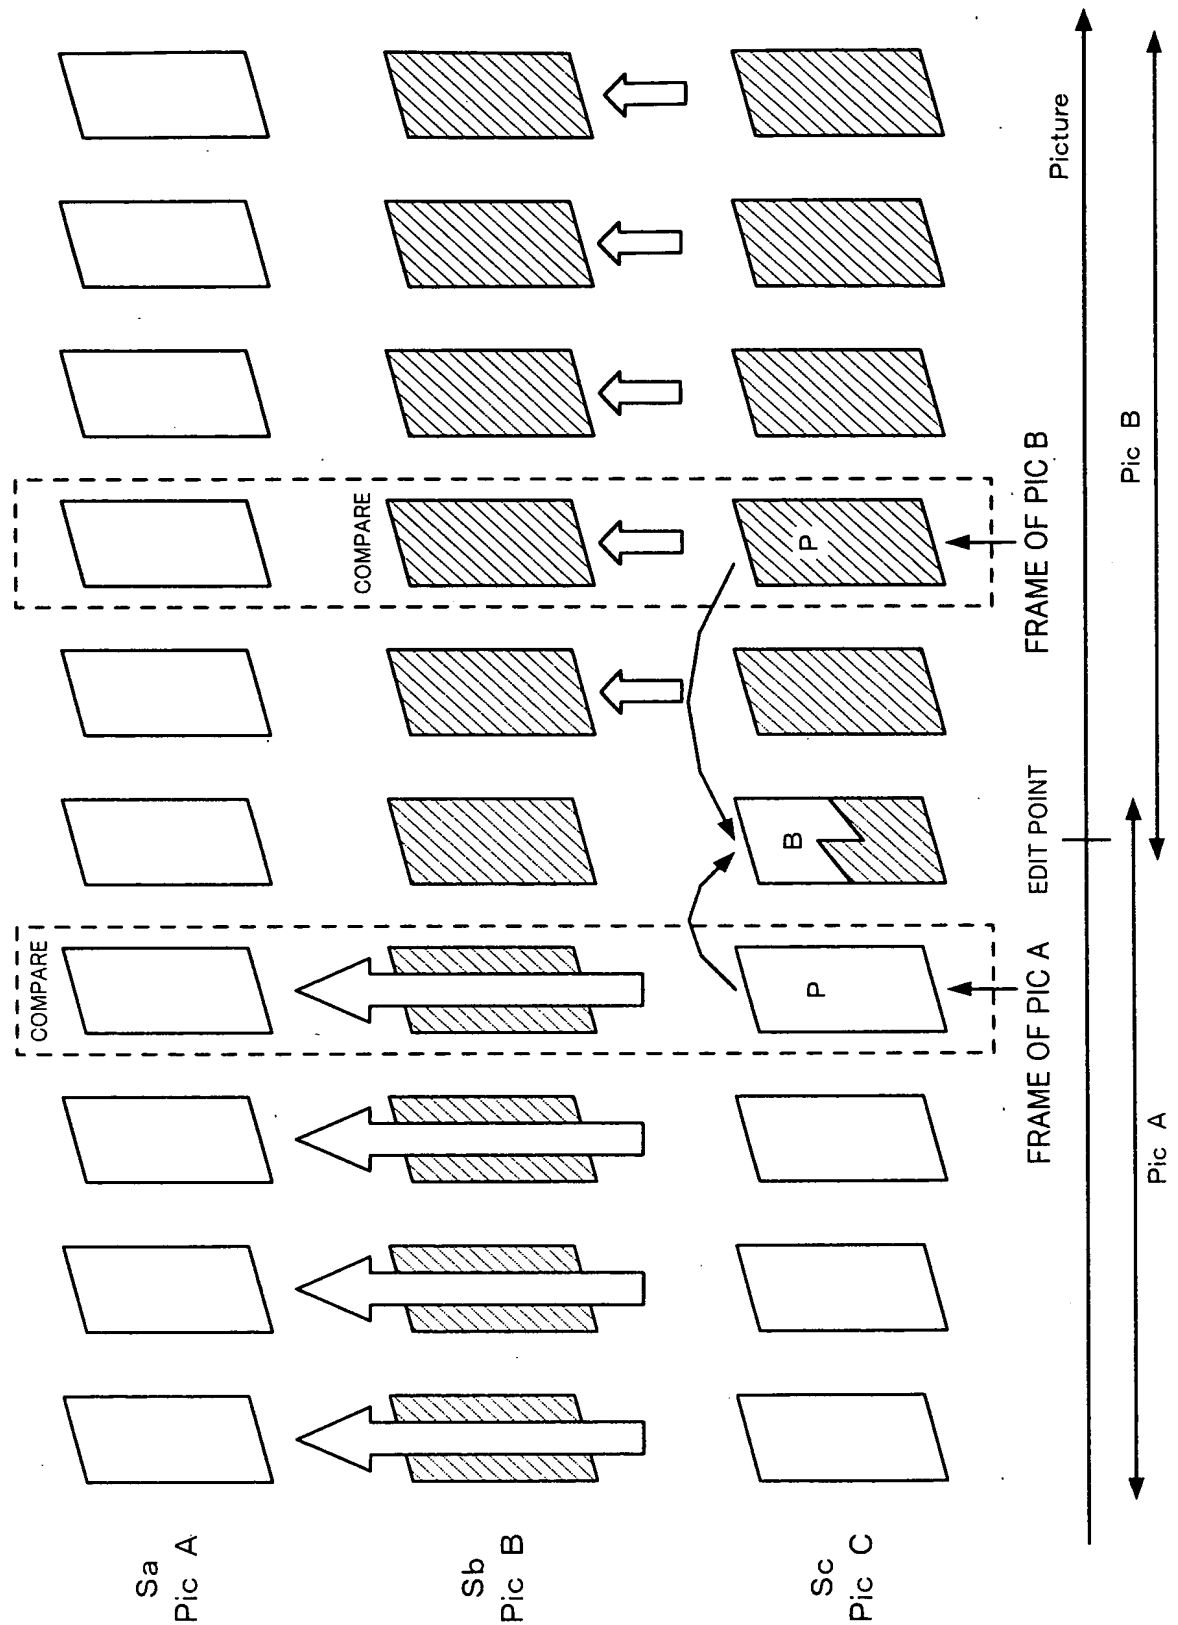 Sa
Pic A
COMPARE
Sb
Pic B
COMPARE
Sc
Pic C
P
B
P
FRAME OF PIC A
EDIT POINT
FRAME OF PIC B
Picture
Pic A
Pic B